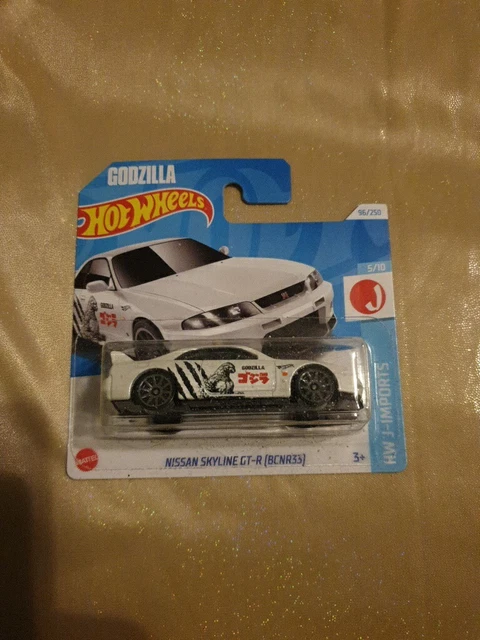 GODZILLA
HOT WHEELS
96/250
5/10
J
HW J-IMPORTS
GODZILLA
ゴジラ
MATTEL
NISSAN SKYLINE GT-R (BCNR33)
3+